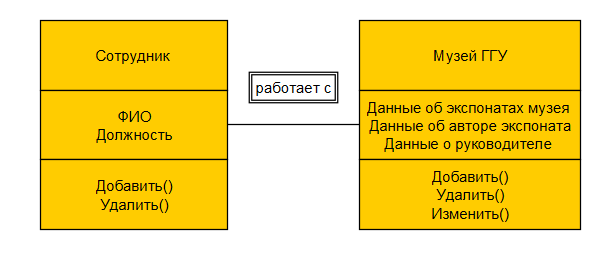 Сотрудник
ФИО
Должность
Добавить()
Удалить()
работает с
Музей ГГУ
Данные об экспонатах музея
Данные об авторе экспоната
Данные о руководителе
Добавить()
Удалить()
Изменить()